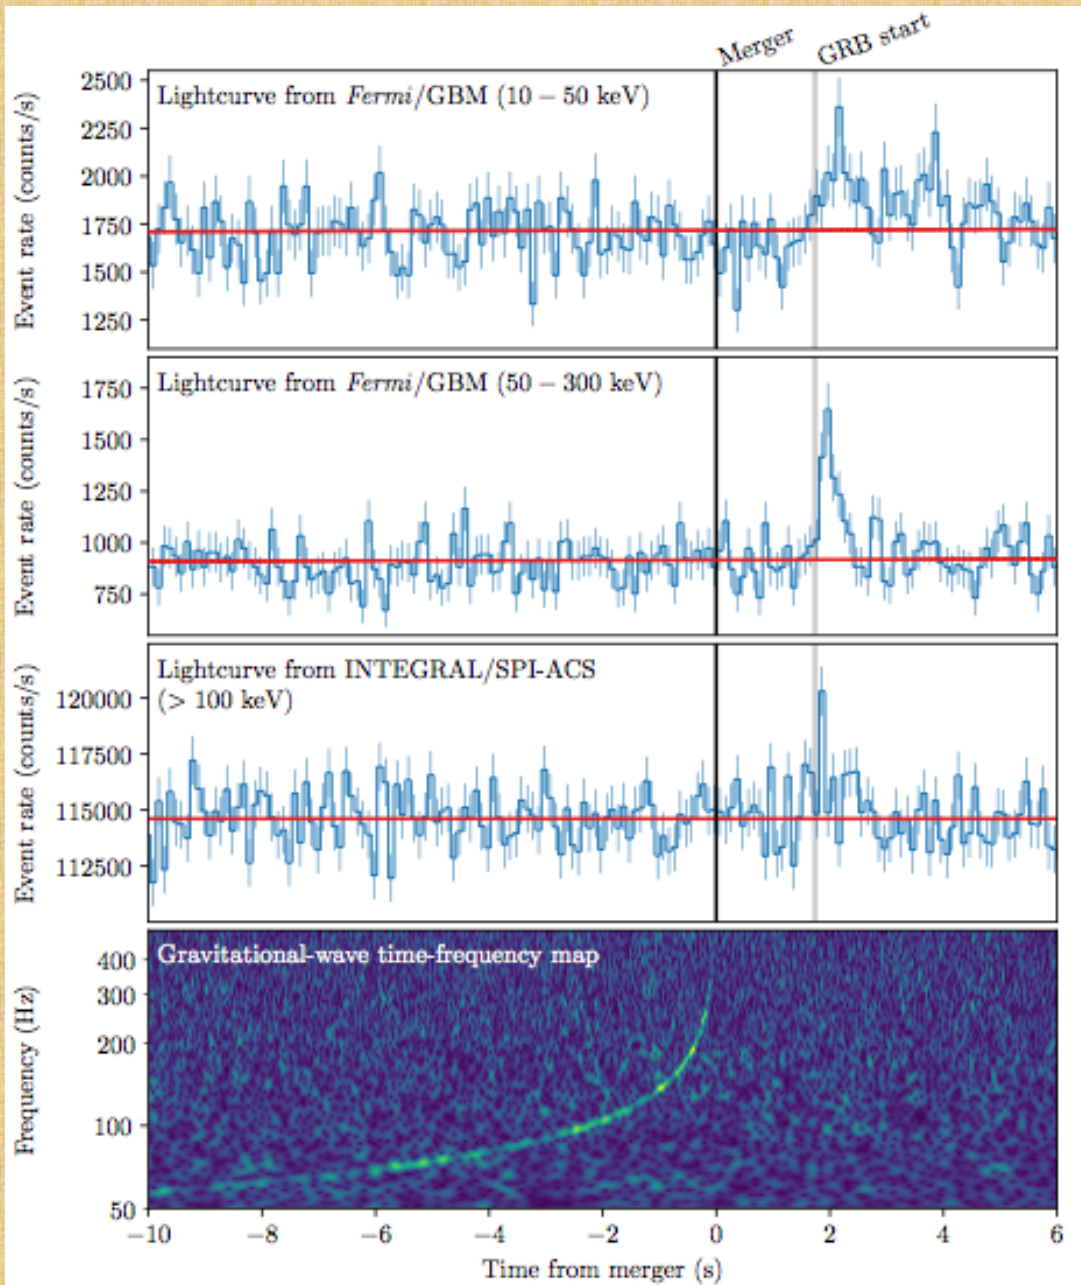 Merger
GRB start
Lightcurve from Fermi/GBM (10 – 50 keV)
Event rate (counts/s)
2500
2250
2000
1750
1500
1250
Lightcurve from Fermi/GBM (50 – 300 keV)
Event rate (counts/s)
1750
1500
1250
1000
750
Lightcurve from INTEGRAL/SPI-ACS
(> 100 keV)
Event rate (counts/s)
120000
117500
115000
112500
Gravitational-wave time-frequency map
Frequency (Hz)
400
300
200
100
50
−10 −8 −6 −4 −2 0 2 4 6
Time from merger (s)